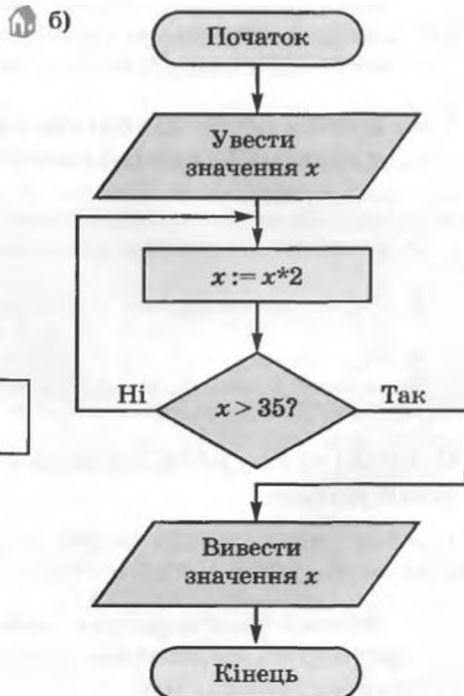 б)
Початок
Увести
значення x
x := x*2
Ні
x > 35?
Так
Вивести
значення x
Кінець